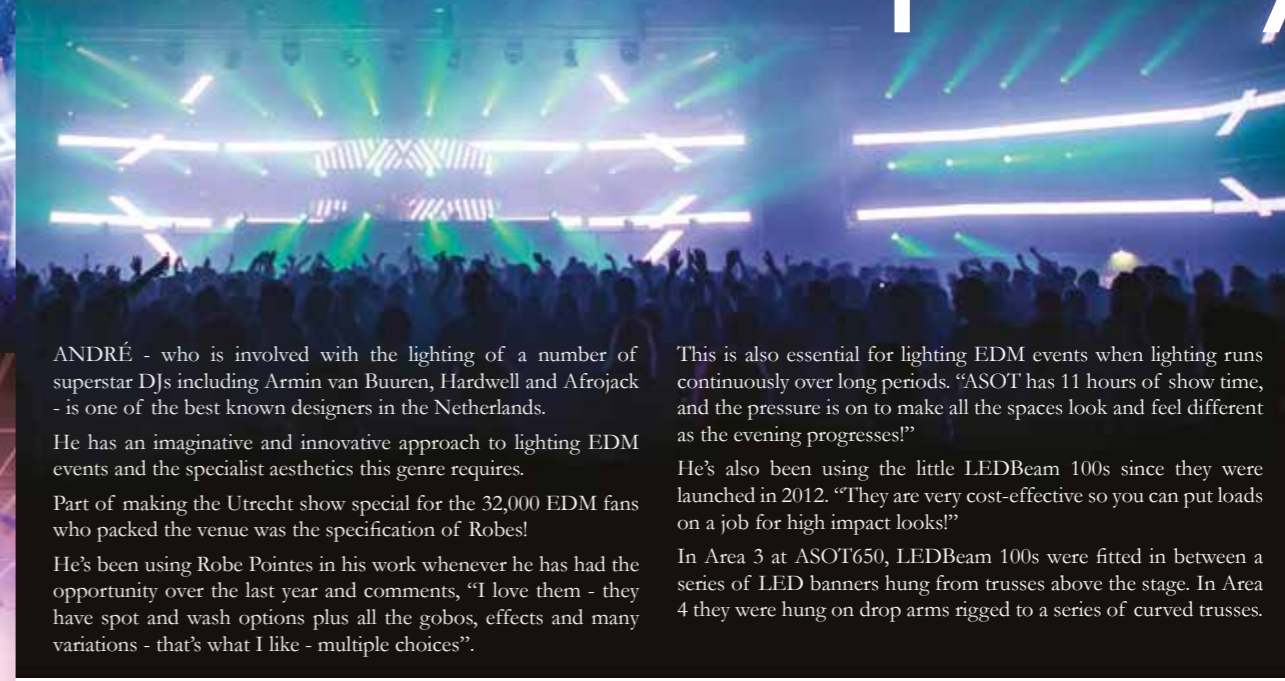 ANDRÉ - who is involved with the lighting of a number of
superstar DJs including Armin van Buuren, Hardwell and Afrojack
- is one of the best known designers in the Netherlands.
He has an imaginative and innovative approach to lighting EDM
events and the specialist aesthetics this genre requires.
Part of making the Utrecht show special for the 32,000 EDM fans
who packed the venue was the specification of Robes!
He's been using Robe Pointes in his work whenever he has had the
opportunity over the last year and comments, “I love them - they
have spot and wash options plus all the gobos, effects and many
variations - that's what I like - multiple choices”.
This is also essential for lighting EDM events when lighting runs
continuously over long periods. “ASOT has 11 hours of show time,
and the pressure is on to make all the spaces look and feel different
as the evening progresses!”
He's also been using the little LEDBeam 100s since they were
launched in 2012. “They are very cost-effective so you can put loads
on a job for high impact looks!”
In Area 3 at ASOT650, LEDBeam 100s were fitted in between a
series of LED banners hung from trusses above the stage. In Area
4 they were hung on drop arms rigged to a series of curved trusses.